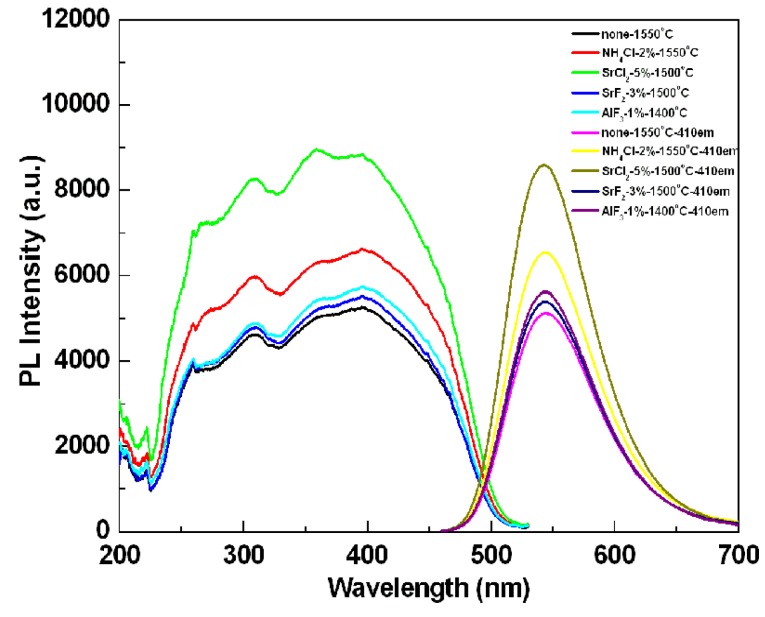 12000
10000
8000
6000
4000
2000
0
PL Intensity (a.u.)
none-1550°C
NH4Cl-2%-1550°C
SrCl2-5%-1500°C
SrF2-3%-1500°C
AlF3-1%-1400°C
none-1550°C-410em
NH4Cl-2%-1550°C-410em
SrCl2-5%-1500°C-410em
SrF2-3%-1500°C-410em
AlF3-1%-1400°C-410em
200 300 400 500 600 700
Wavelength (nm)